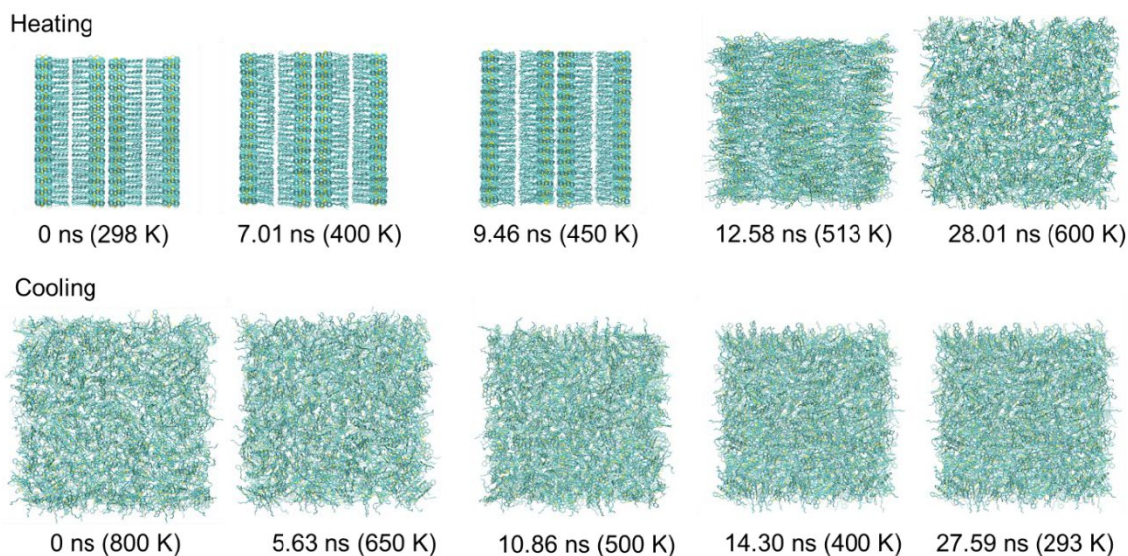 Heating
0 ns (298 K)
7.01 ns (400 K)
9.46 ns (450 K)
12.58 ns (513 K)
28.01 ns (600 K)
Cooling
0 ns (800 K)
5.63 ns (650 K)
10.86 ns (500 K)
14.30 ns (400 K)
27.59 ns (293 K)